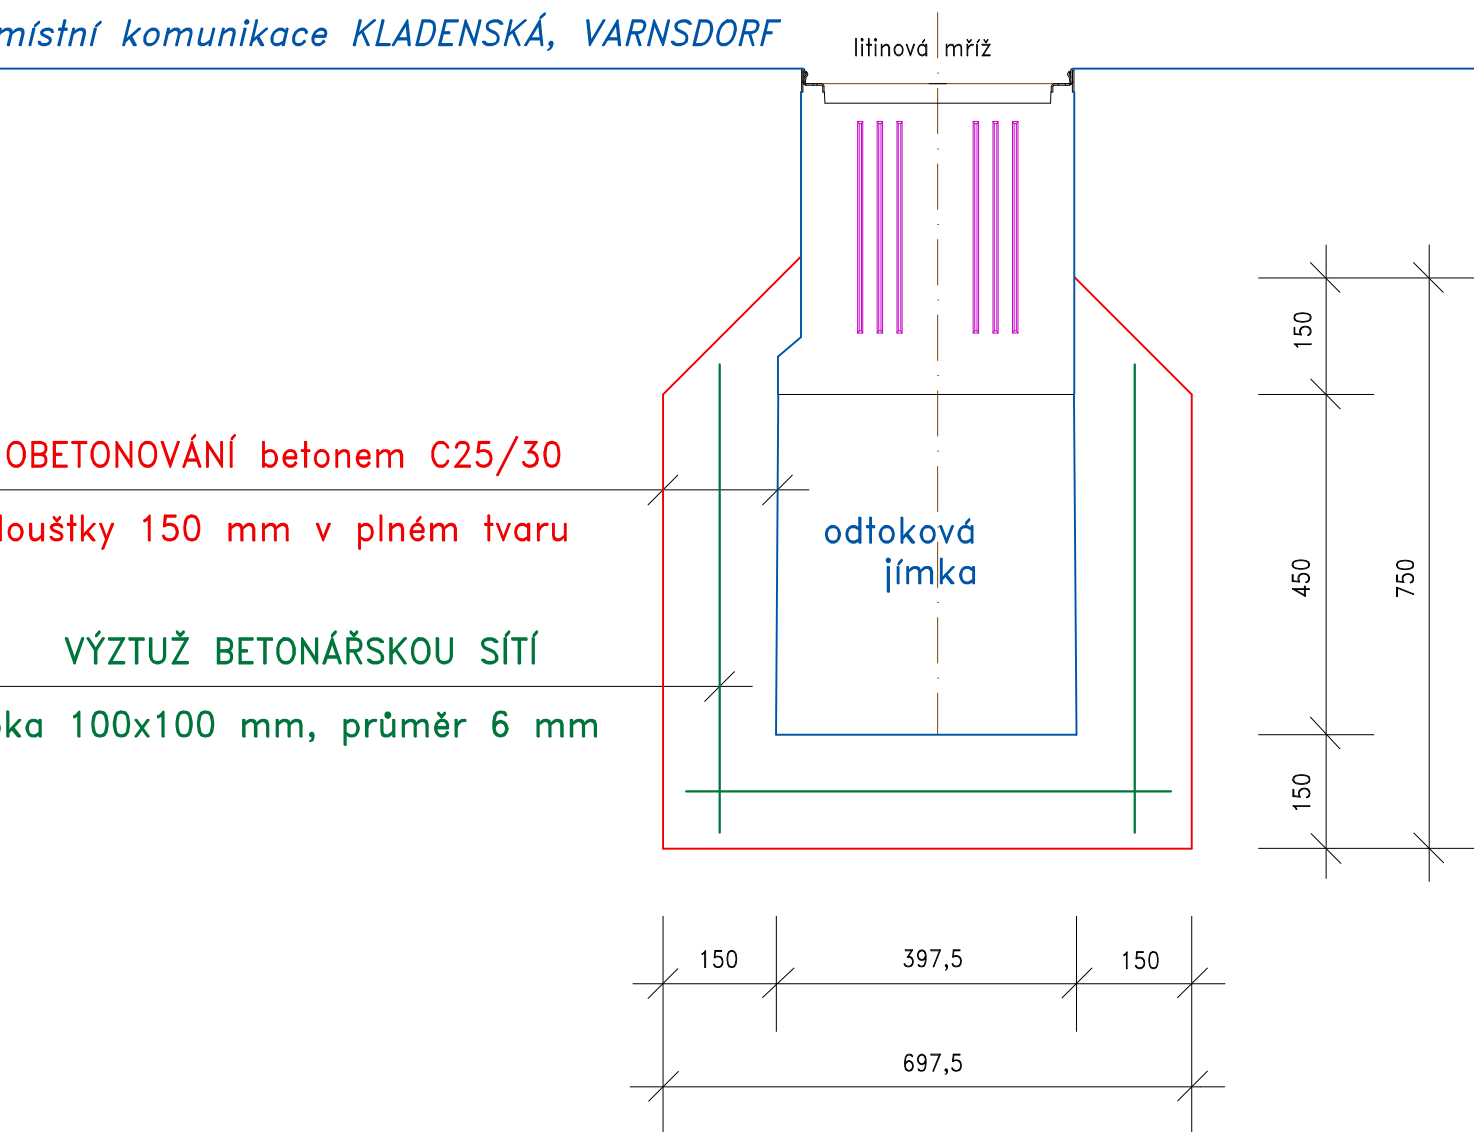 místní komunikace KLADENSKÁ, VARNSDORF
litinová mříž
OBETONOVÁNÍ betonem C25/30
loušťky 150 mm v plném tvaru
odtoková
jímka
VÝZTUŽ BETONÁŘSKOU SÍTÍ
ka 100x100 mm, průměr 6 mm
150
450
750
150
150
397,5
150
697,5